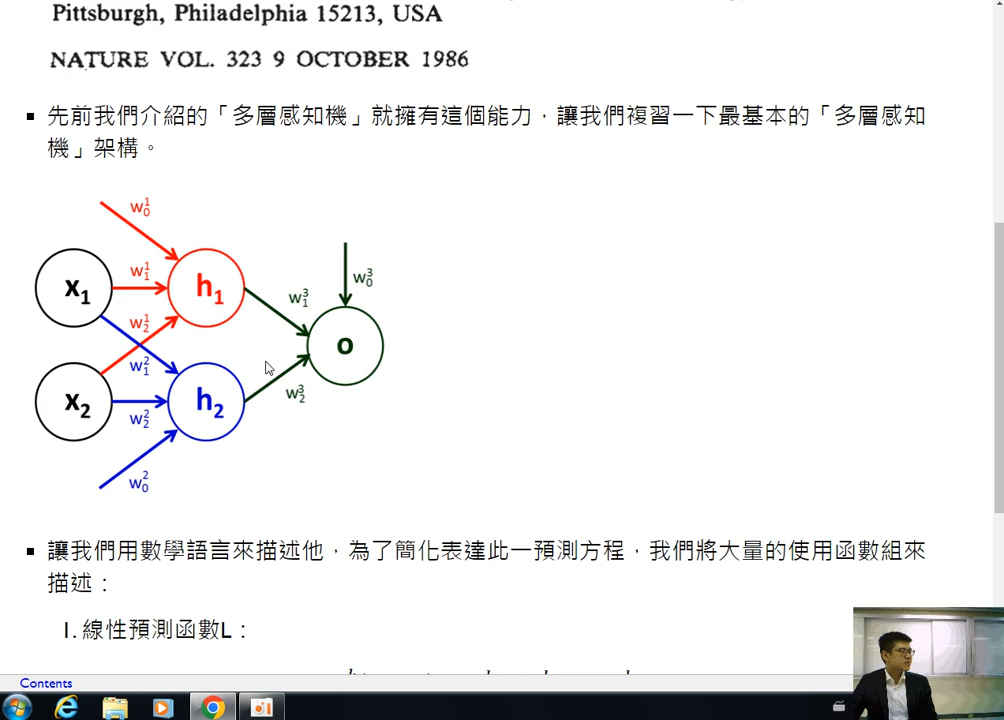 Pittsburgh, Philadelphia 15213, USA
NATURE VOL. 323 9 OCTOBER 1986
▪ 先前我們介紹的「多層感知機」就擁有這個能力，讓我們複習一下最基本的「多層感知
機」架構。
w₀¹
x₁
w₁¹
h₁
w₂¹
w₁³
w₀³
o
w₁²
x₂
w₂²
h₂
w₂³
w₀²
▪ 讓我們用數學語言來描述他，為了簡化表達此一預測方程，我們將大量的使用函數組來
描述：
I. 線性預測函數L：
Contents